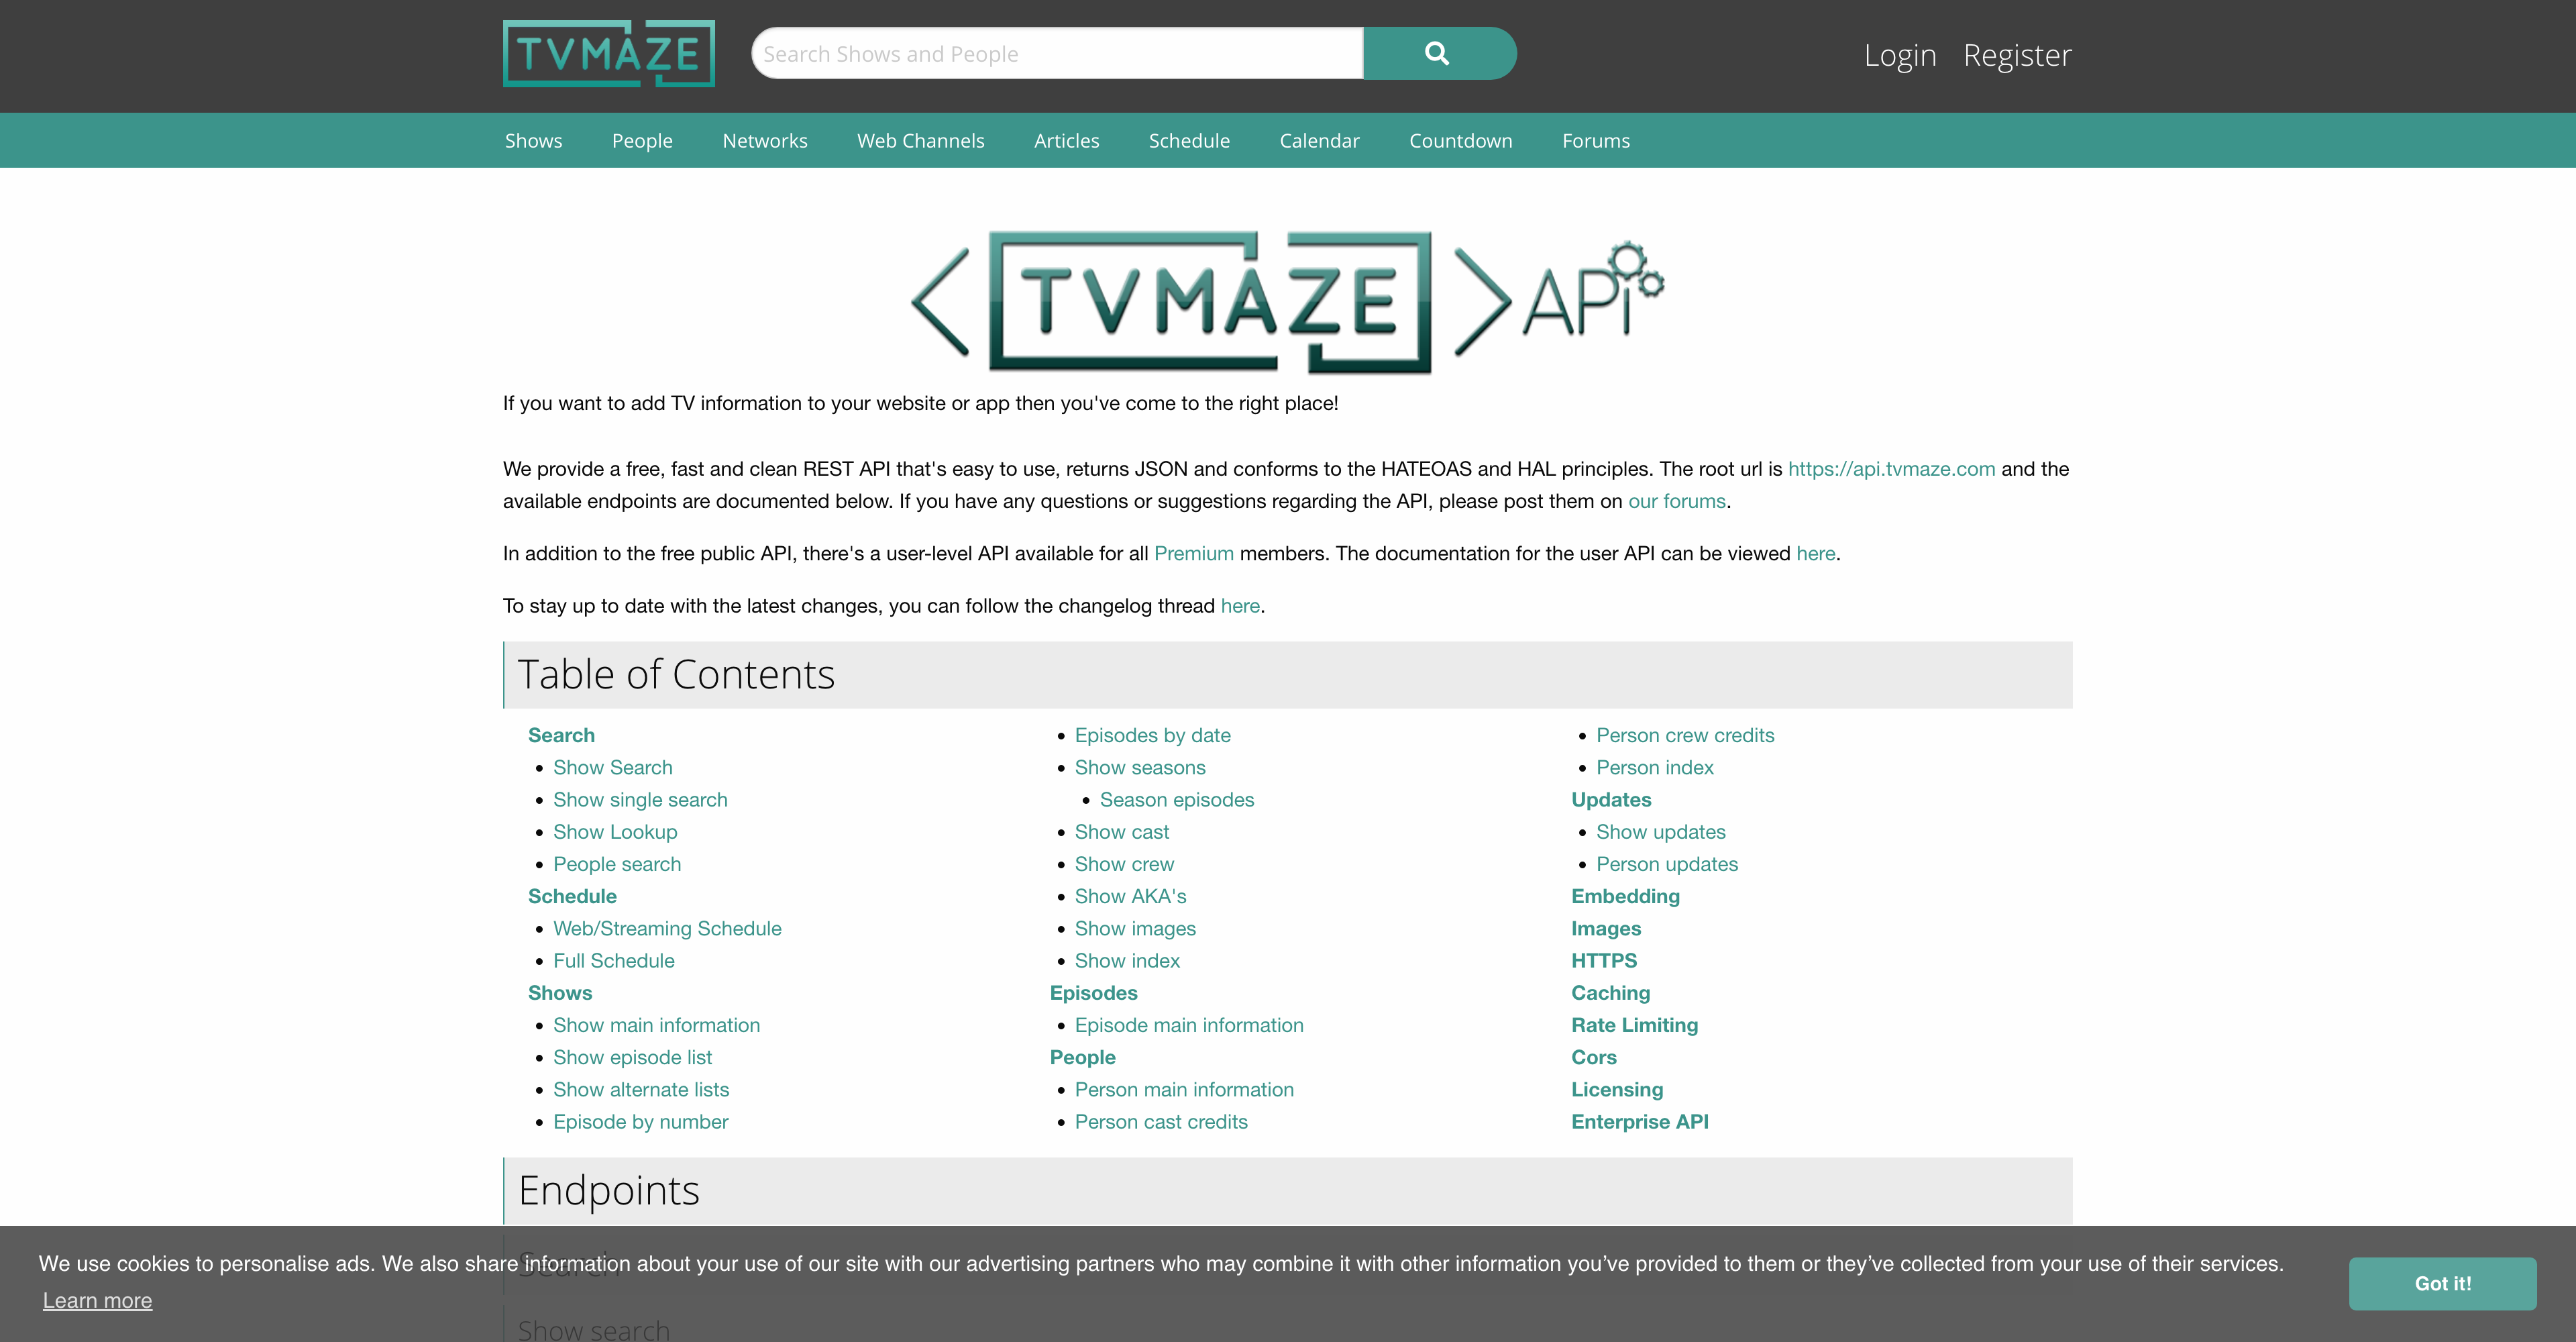 TVMAZE
Search Shows and People
Login Register
Shows People Networks Web Channels Articles Schedule Calendar Countdown Forums
<TVMAZE> APi
If you want to add TV information to your website or app then you've come to the right place!
We provide a free, fast and clean REST API that's easy to use, returns JSON and conforms to the HATEOAS and HAL principles. The root url is https://api.tvmaze.com and the
available endpoints are documented below. If you have any questions or suggestions regarding the API, please post them on our forums.
In addition to the free public API, there's a user-level API available for all Premium members. The documentation for the user API can be viewed here.
To stay up to date with the latest changes, you can follow the changelog thread here.
Table of Contents
Search
• Show Search
• Show single search
• Show Lookup
• People search
Schedule
• Web/Streaming Schedule
• Full Schedule
Shows
• Show main information
• Show episode list
• Show alternate lists
• Episode by number
• Episodes by date
• Show seasons
• Season episodes
• Show cast
• Show crew
• Show AKA's
• Show images
• Show index
Episodes
• Episode main information
People
• Person main information
• Person cast credits
• Person crew credits
• Person index
Updates
• Show updates
• Person updates
Embedding
Images
HTTPS
Caching
Rate Limiting
Cors
Licensing
Enterprise API
Endpoints
Search
Show search
We use cookies to personalise ads. We also share information about your use of our site with our advertising partners who may combine it with other information you’ve provided to them or they’ve collected from your use of their services.
Learn more
Got it!